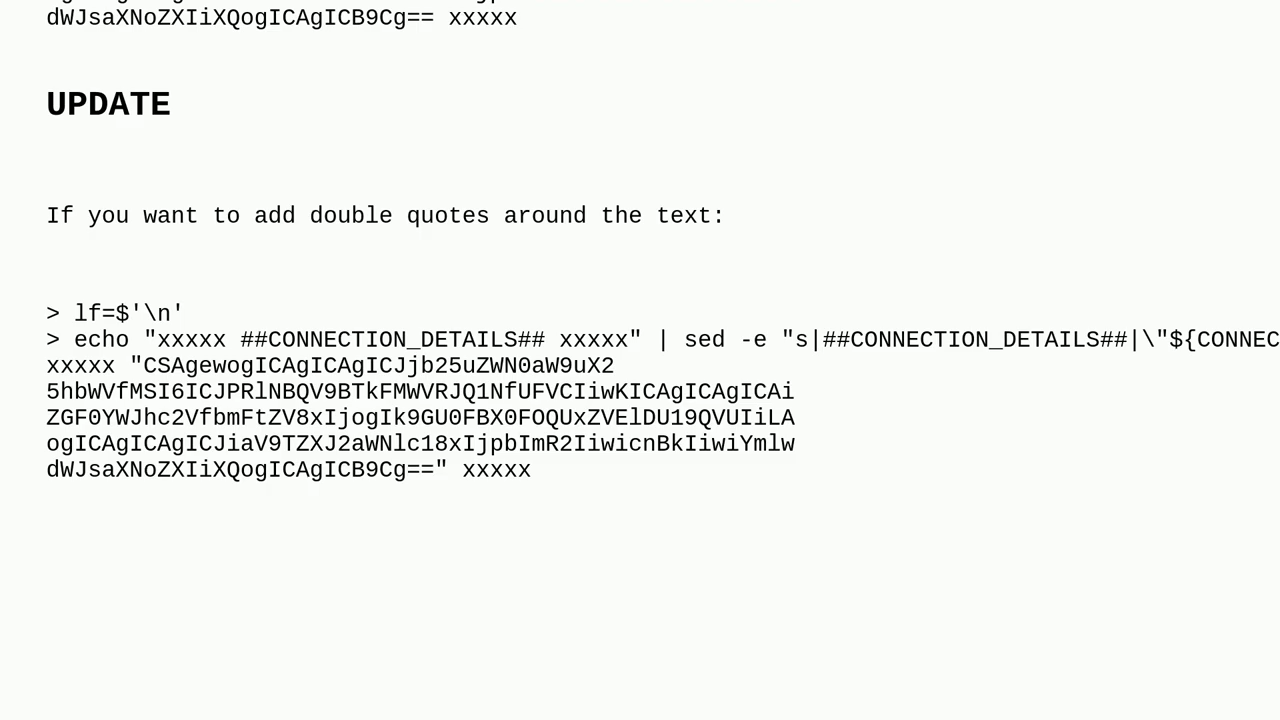 dWJsaXNoZXIiXQogICAgICB9Cg== xxxxx
UPDATE
If you want to add double quotes around the text:
> lf=$'\n'
> echo "xxxxx ##CONNECTION_DETAILS## xxxxx" | sed -e "s|##CONNECTION_DETAILS##|\"${CONNEC
xxxxx "CSAgewogICAgICAgICJjb25uZWN0aW9uX2
5hbWVfMSI6ICJPRlNBQV9BTkFMWVRJQ1NfUFVCIiwKICAgICAgICAi
ZGF0YWJhc2VfbmFtZV8xIjogIk9GU0FBX0FOQUxZVElDU19QVUIiLA
ogICAgICAgICJiaV9TZXJ2aWNlc18xIjpbImR2IiwicnBkIiwiYmlw
dWJsaXNoZXIiXQogICAgICB9Cg==" xxxxx